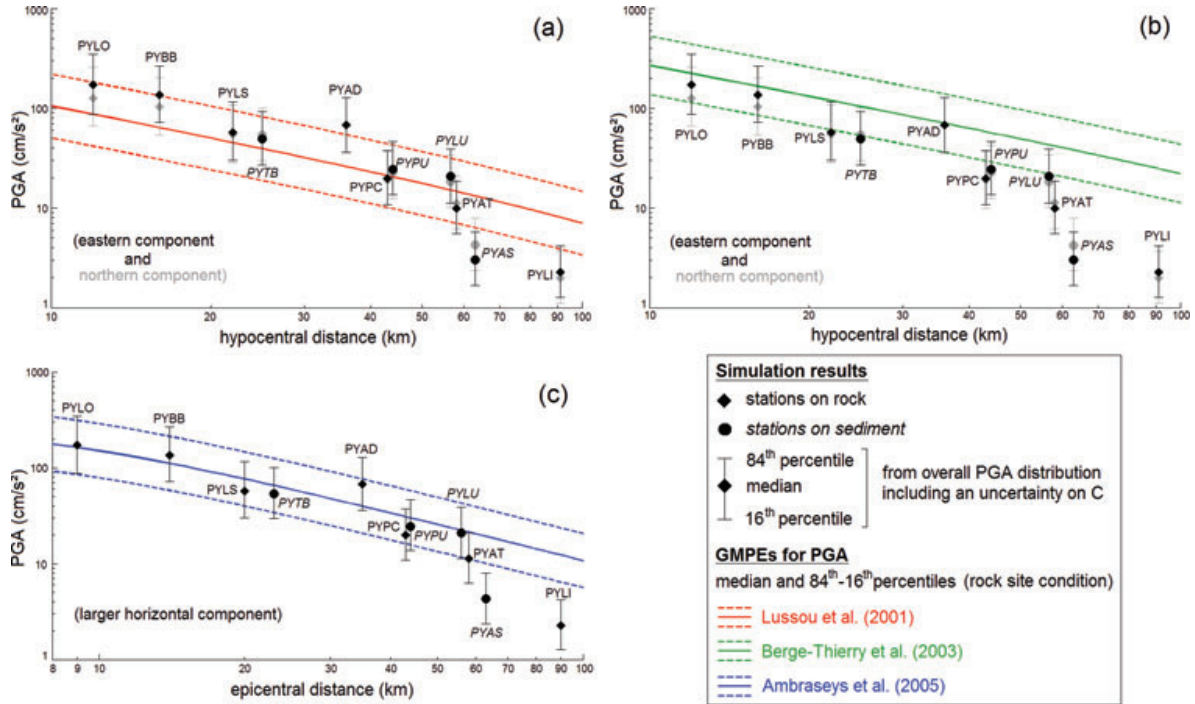 (a)
1000
100
10
1
PGA (cm/s²)
PYLO
PYBB
PYLS
PYTB
PYAD
PYPC
PYPU
PYLU
PYAT
PYAS
PYLI
(eastern component
and
northern component)
10 20 30 40 50 60 70 80 90 100
hypocentral distance (km)
(b)
1000
100
10
1
PGA (cm/s²)
PYLO
PYBB
PYLS
PYTB
PYAD
PYPC
PYPU
PYLU
PYAT
PYAS
PYLI
(eastern component
and
northern component)
10 20 30 40 50 60 70 80 90 100
hypocentral distance (km)
(c)
1000
100
10
1
PGA (cm/s²)
PYLO
PYBB
PYLS
PYTB
PYAD
PYPC
PYPU
PYLU
PYAT
PYAS
PYLI
(larger horizontal component)
8 9 10 20 30 40 50 60 70 80 90 100
epicentral distance (km)
Simulation results
stations on rock
stations on sediment
84th percentile
median
16th percentile
from overall PGA distribution
including an uncertainty on C
GMPEs for PGA
median and 84th-16th percentiles (rock site condition)
Lussou et al. (2001)
Berge-Thierry et al. (2003)
Ambraseys et al. (2005)